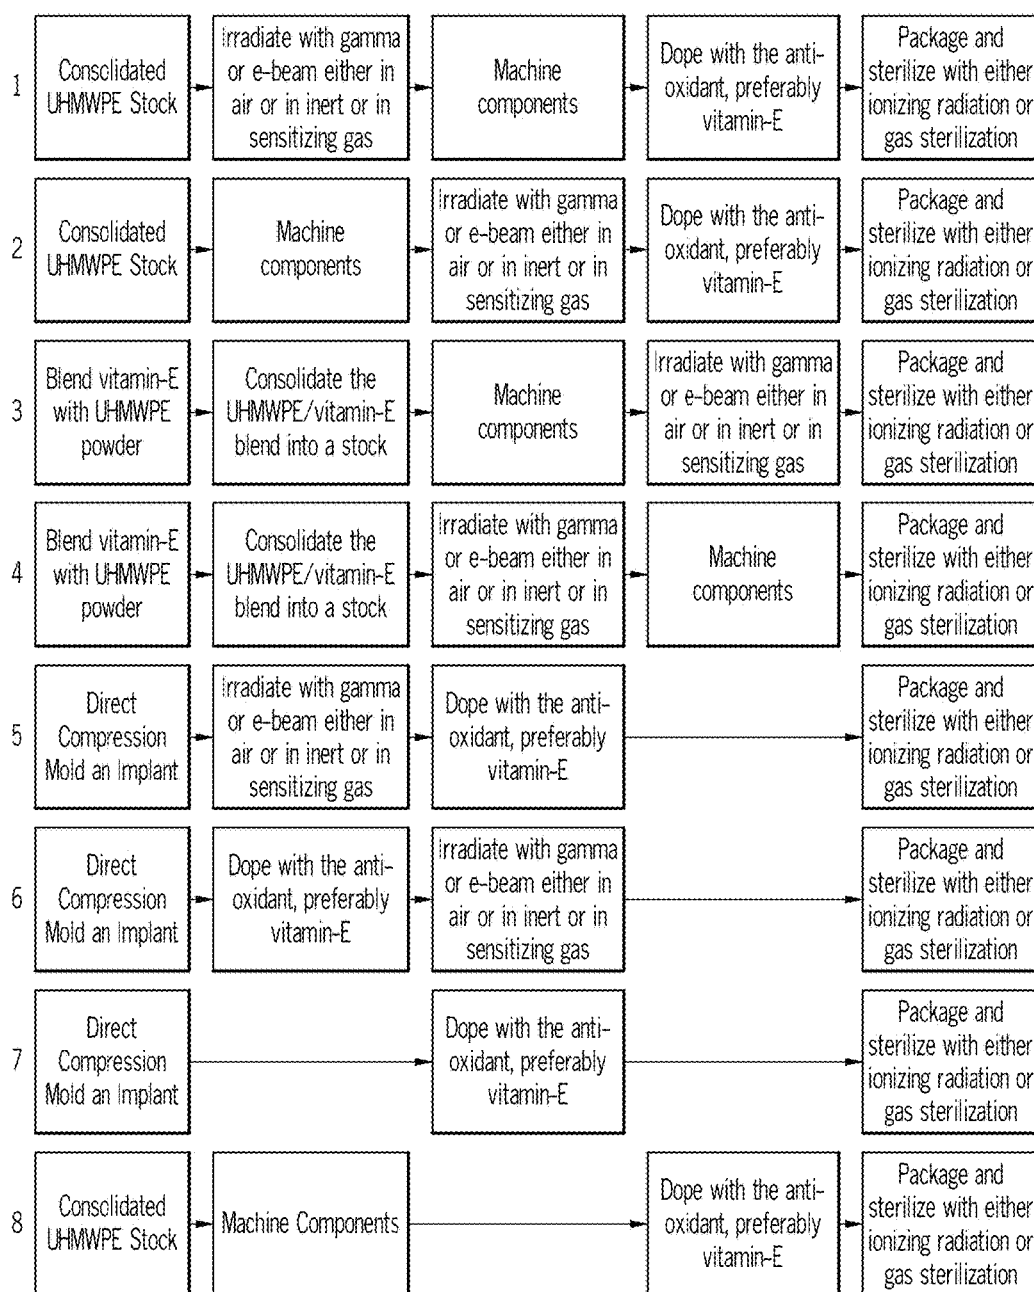 1
Consolidated
UHMWPE Stock
Irradiate with gamma
or e-beam either in
air or in inert or in
sensitizing gas
Machine
components
Dope with the anti-
oxidant, preferably
vitamin-E
Package and
sterilize with either
ionizing radiation or
gas sterilization
2
Consolidated
UHMWPE Stock
Machine
components
Irradiate with gamma
or e-beam either in
air or in inert or in
sensitizing gas
Dope with the anti-
oxidant, preferably
vitamin-E
Package and
sterilize with either
ionizing radiation or
gas sterilization
3
Blend vitamin-E
with UHMWPE
powder
Consolidate the
UHMWPE/vitamin-E
blend into a stock
Machine
components
Irradiate with gamma
or e-beam either in
air or in inert or in
sensitizing gas
Package and
sterilize with either
ionizing radiation or
gas sterilization
4
Blend vitamin-E
with UHMWPE
powder
Consolidate the
UHMWPE/vitamin-E
blend into a stock
Irradiate with gamma
or e-beam either in
air or in inert or in
sensitizing gas
Machine
components
Package and
sterilize with either
ionizing radiation or
gas sterilization
5
Direct
Compression
Mold an Implant
Irradiate with gamma
or e-beam either in
air or in inert or in
sensitizing gas
Dope with the anti-
oxidant, preferably
vitamin-E
Package and
sterilize with either
ionizing radiation or
gas sterilization
6
Direct
Compression
Mold an Implant
Dope with the anti-
oxidant, preferably
vitamin-E
Irradiate with gamma
or e-beam either in
air or in inert or in
sensitizing gas
Package and
sterilize with either
ionizing radiation or
gas sterilization
7
Direct
Compression
Mold an Implant
Dope with the anti-
oxidant, preferably
vitamin-E
Package and
sterilize with either
ionizing radiation or
gas sterilization
8
Consolidated
UHMWPE Stock
Machine Components
Dope with the anti-
oxidant, preferably
vitamin-E
Package and
sterilize with either
ionizing radiation or
gas sterilization